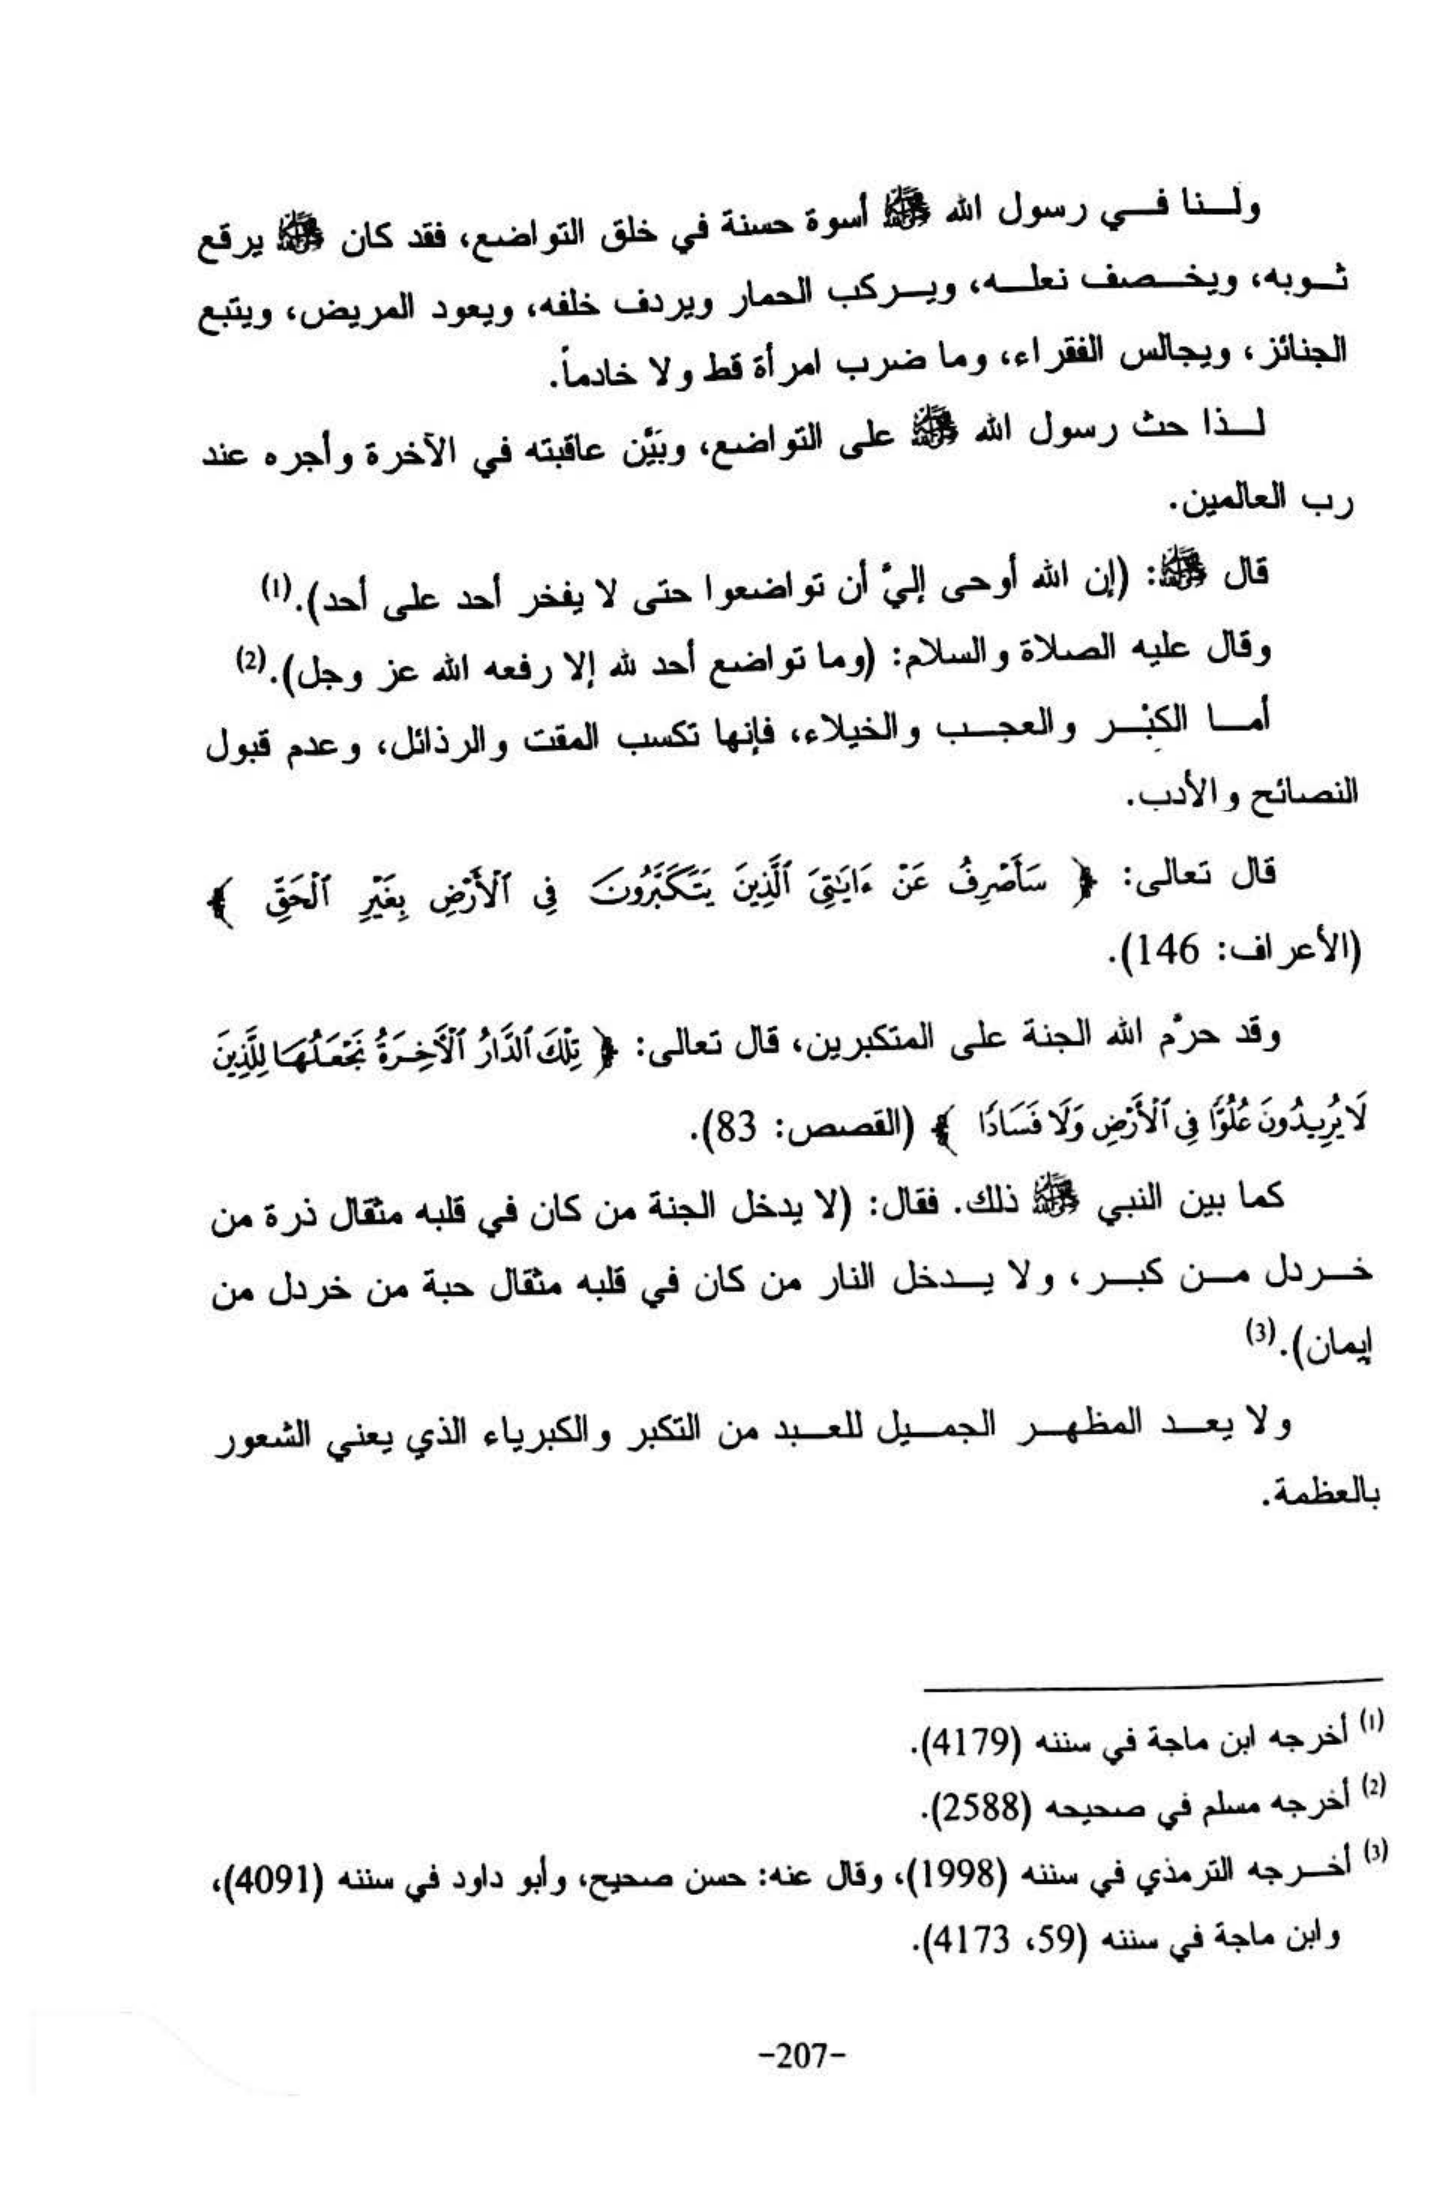 ولنا في رسول الله ﷺ أسوة حسنة في خلق التواضع، فقد كان ﷺ يرقع
ثوبه، ويخصف نعله، ويركب الحمار ويردف خلفه، ويعود المريض، ويتبع
الجنائز، ويجالس الفقراء، وما ضرب امرأة قط ولا خادماً.
لذا حث رسول الله ﷺ على التواضع، وبَيَّن عاقبته في الآخرة وأجره عند
رب العالمين.
قال ﷺ: (إن الله أوحى إليَّ أن تواضعوا حتى لا يفخر أحد على أحد).(1)
وقال عليه الصلاة والسلام: (وما تواضع أحد لله إلا رفعه الله عز وجل).(2)
أما الكِبْر والعجب والخيلاء، فإنها تكسب المقت والرذائل، وعدم قبول
النصائح والأدب.
قال تعالى: ﴿ سَأَصْرِفُ عَنْ ءَايَـٰتِىَ ٱلَّذِينَ يَتَكَبَّرُونَ فِى ٱلْأَرْضِ بِغَيْرِ ٱلْحَقِّ ﴾
(الأعراف: 146).
وقد حرَّم الله الجنة على المتكبرين، قال تعالى: ﴿ تِلْكَ ٱلدَّارُ ٱلْأَخِرَةُ نَجْعَلُهَا لِلَّذِينَ
لَا يُرِيدُونَ عُلُوًّا فِى ٱلْأَرْضِ وَلَا فَسَادًا ﴾ (القصص: 83).
كما بين النبي ﷺ ذلك. فقال: (لا يدخل الجنة من كان في قلبه مثقال ذرة من
خردل من كبر، ولا يدخل النار من كان في قلبه مثقال حبة من خردل من
إيمان).(3)
ولا يعد المظهر الجميل للعبد من التكبر والكبرياء الذي يعني الشعور
بالعظمة.
(1) أخرجه ابن ماجة في سننه (4179).
(2) أخرجه مسلم في صحيحه (2588).
(3) أخرجه الترمذي في سننه (1998)، وقال عنه: حسن صحيح، وأبو داود في سننه (4091)،
وابن ماجة في سننه (59، 4173).
-207-